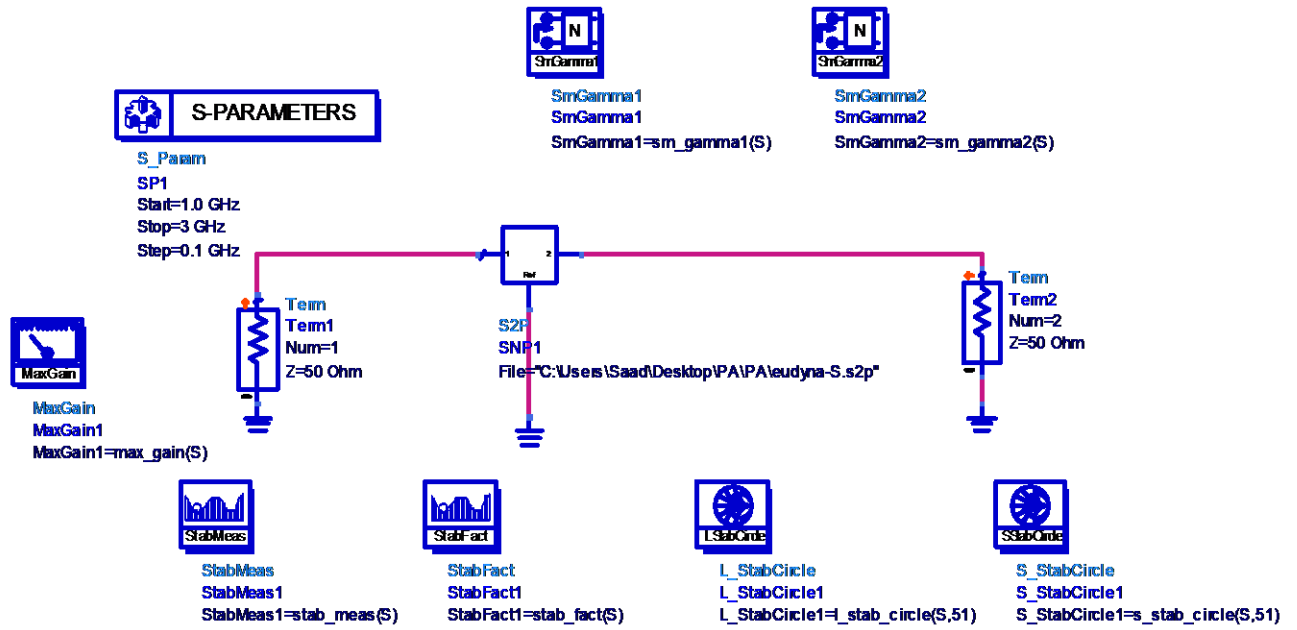 N
SmGamma1
SmGamma1
SmGamma1
SmGamma1=sm_gamma1(S)
N
SmGamma2
SmGamma2
SmGamma2
SmGamma2=sm_gamma2(S)
S-PARAMETERS
S_Param
SP1
Start=1.0 GHz
Stop=3 GHz
Step=0.1 GHz
1
2
Ref
Term
Term1
Num=1
Z=50 Ohm
S2P
SNP1
File="C:\Users\Saad\Desktop\PA\PA\eudyna-S.s2p"
Term
Term2
Num=2
Z=50 Ohm
MaxGain
MaxGain
MaxGain1
MaxGain1=max_gain(S)
StabMeas
StabMeas
StabMeas1
StabMeas1=stab_meas(S)
StabFact
StabFact
StabFact1
StabFact1=stab_fact(S)
LStabCircle
L_StabCircle
L_StabCircle1
L_StabCircle1=l_stab_circle(S,51)
SStabCircle
S_StabCircle
S_StabCircle1
S_StabCircle1=s_stab_circle(S,51)